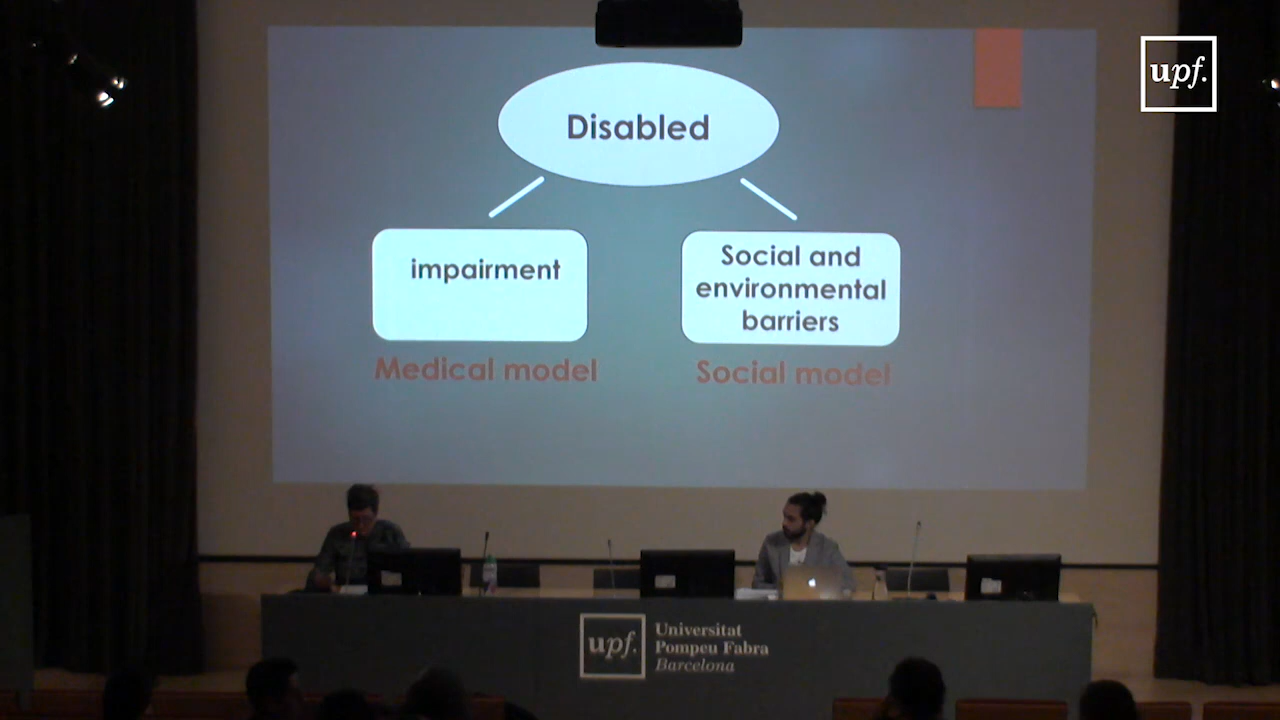 Disabled
impairment
Social and
environmental
barriers
Medical model
Social model
upf.
upf.
Universitat
Pompeu Fabra
Barcelona